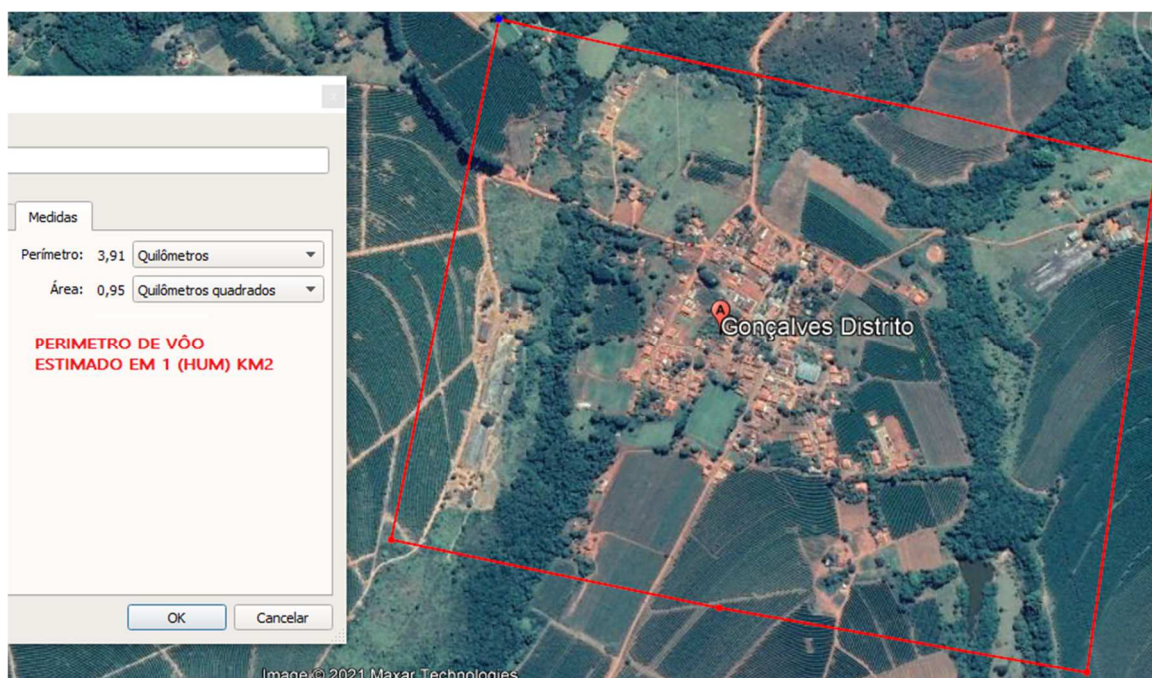 Medidas
Perímetro: 3,91 Quilômetros
Área: 0,95 Quilômetros quadrados
PERIMETRO DE VÔO
ESTIMADO EM 1 (HUM) KM2
OK Cancelar
A
Gonçalves Distrito
Image © 2021 Maxar Technologies